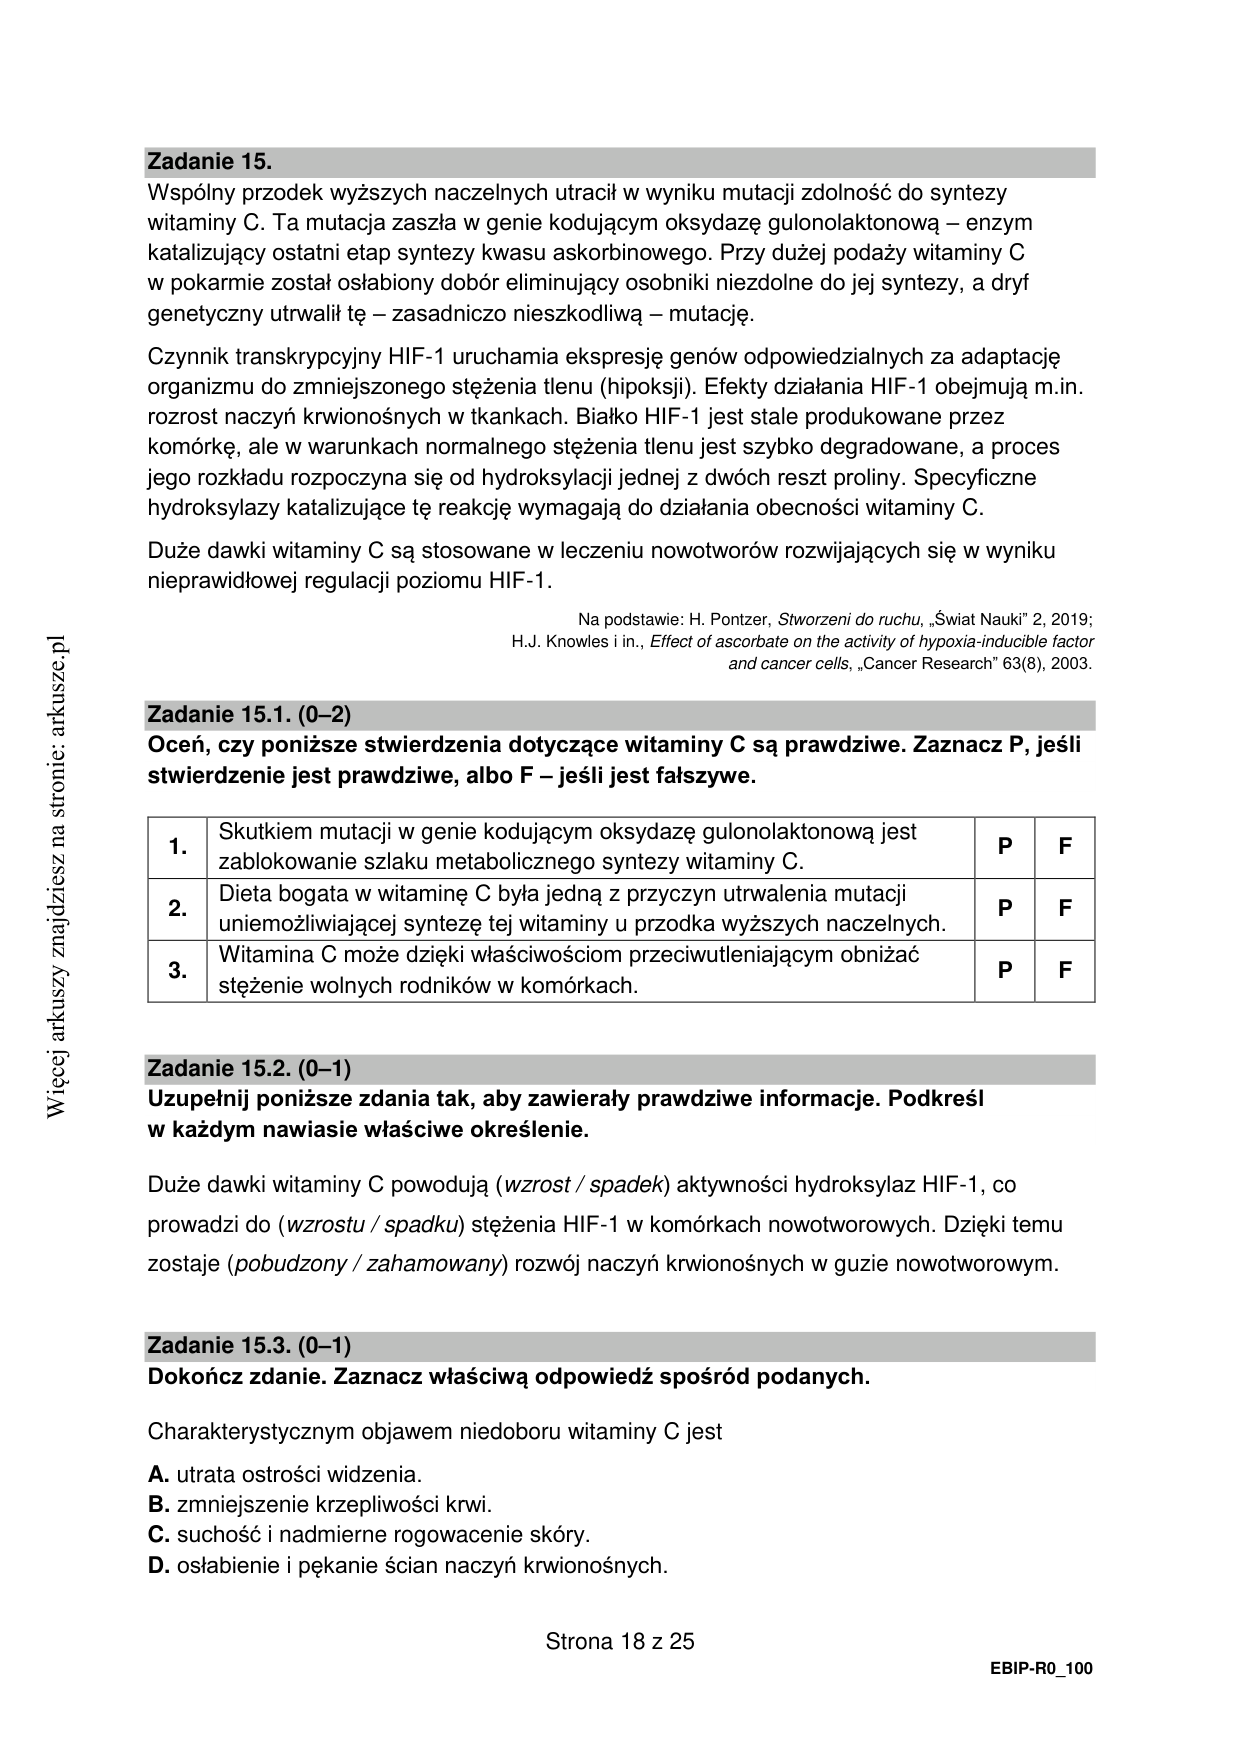 Zadanie 15.
Wspólny przodek wyższych naczelnych utracił w wyniku mutacji zdolność do syntezy
witaminy C. Ta mutacja zaszła w genie kodującym oksydazę gulonolaktonową – enzym
katalizujący ostatni etap syntezy kwasu askorbinowego. Przy dużej podaży witaminy C
w pokarmie został osłabiony dobór eliminujący osobniki niezdolne do jej syntezy, a dryf
genetyczny utrwalił tę – zasadniczo nieszkodliwą – mutację.
Czynnik transkrypcyjny HIF-1 uruchamia ekspresję genów odpowiedzialnych za adaptację
organizmu do zmniejszonego stężenia tlenu (hipoksji). Efekty działania HIF-1 obejmują m.in.
rozrost naczyń krwionośnych w tkankach. Białko HIF-1 jest stale produkowane przez
komórkę, ale w warunkach normalnego stężenia tlenu jest szybko degradowane, a proces
jego rozkładu rozpoczyna się od hydroksylacji jednej z dwóch reszt proliny. Specyficzne
hydroksylazy katalizujące tę reakcję wymagają do działania obecności witaminy C.
Duże dawki witaminy C są stosowane w leczeniu nowotworów rozwijających się w wyniku
nieprawidłowej regulacji poziomu HIF-1.
Na podstawie: H. Pontzer, Stworzeni do ruchu, „Świat Nauki” 2, 2019;
H.J. Knowles i in., Effect of ascorbate on the activity of hypoxia-inducible factor
and cancer cells, „Cancer Research” 63(8), 2003.
Zadanie 15.1. (0–2)
Oceń, czy poniższe stwierdzenia dotyczące witaminy C są prawdziwe. Zaznacz P, jeśli
stwierdzenie jest prawdziwe, albo F – jeśli jest fałszywe.
1. Skutkiem mutacji w genie kodującym oksydazę gulonolaktonową jest
zablokowanie szlaku metabolicznego syntezy witaminy C. P F
2. Dieta bogata w witaminę C była jedną z przyczyn utrwalenia mutacji
uniemożliwiającej syntezę tej witaminy u przodka wyższych naczelnych. P F
3. Witamina C może dzięki właściwościom przeciwutleniającym obniżać
stężenie wolnych rodników w komórkach. P F
Zadanie 15.2. (0–1)
Uzupełnij poniższe zdania tak, aby zawierały prawdziwe informacje. Podkreśl
w każdym nawiasie właściwe określenie.
Duże dawki witaminy C powodują (wzrost / spadek) aktywności hydroksylaz HIF-1, co
prowadzi do (wzrostu / spadku) stężenia HIF-1 w komórkach nowotworowych. Dzięki temu
zostaje (pobudzony / zahamowany) rozwój naczyń krwionośnych w guzie nowotworowym.
Zadanie 15.3. (0–1)
Dokończ zdanie. Zaznacz właściwą odpowiedź spośród podanych.
Charakterystycznym objawem niedoboru witaminy C jest
A. utrata ostrości widzenia.
B. zmniejszenie krzepliwości krwi.
C. suchość i nadmierne rogowacenie skóry.
D. osłabienie i pękanie ścian naczyń krwionośnych.
Strona 18 z 25
EBIP-R0_100
Więcej arkuszy znajdziesz na stronie: arkusze.pl